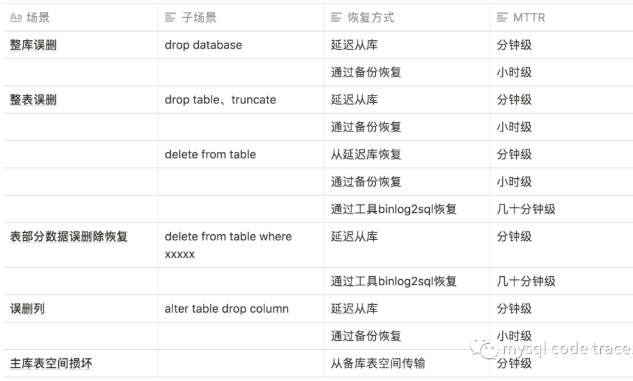 场景 子场景 恢复方式 MTTR
整库误删 drop database 延迟从库 分钟级
通过备份恢复 小时级
整表误删 drop table、truncate 延迟从库 分钟级
通过备份恢复 小时级
delete from table 从延迟库恢复 分钟级
通过备份恢复 小时级
通过工具binlog2sql恢复 几十分钟级
表部分数据误删除恢复 delete from table where 延迟从库 分钟级
xxxxx
通过工具binlog2sql恢复 几十分钟级
误删列 alter table drop column 延迟从库 分钟级
通过备份恢复 小时级
主库表空间损坏 从备库表空间传输 分钟级
mysql code trace